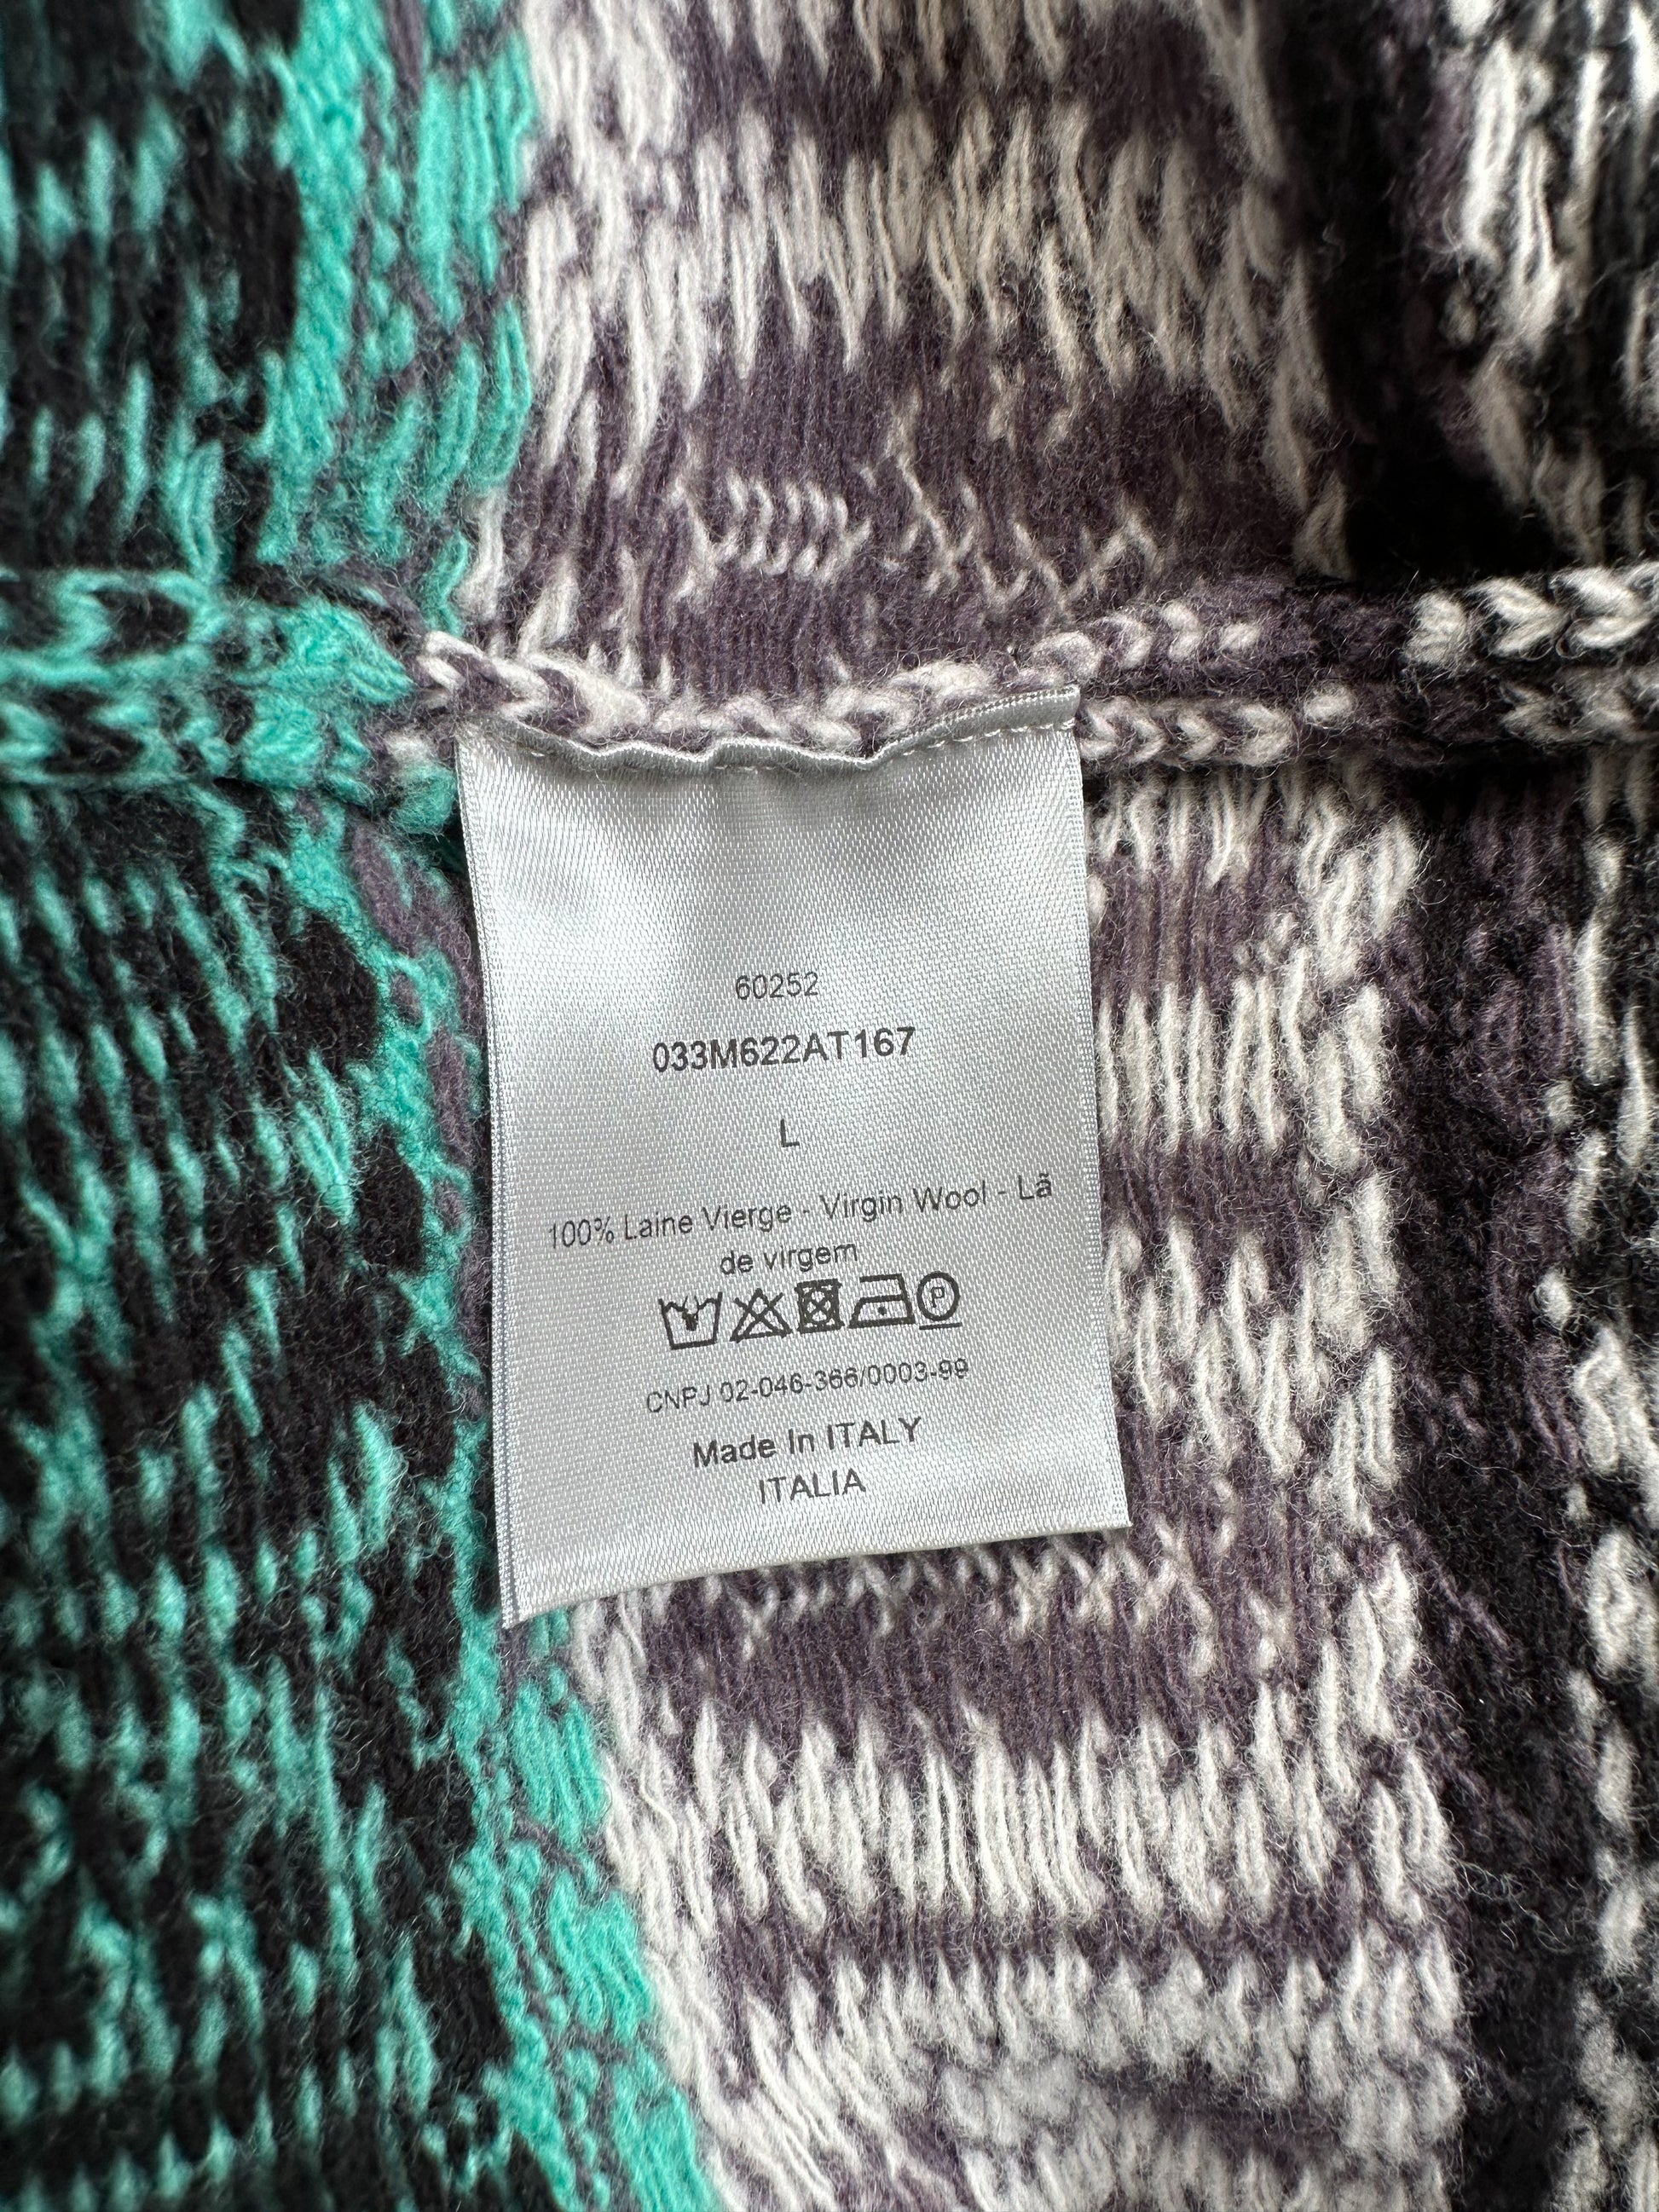 60252
033M622AT167
L
100% Laine Vierge - Virgin Wool - Lã
de virgem
P
CNPJ 02-046-366/0003-99
Made In ITALY
ITALIA